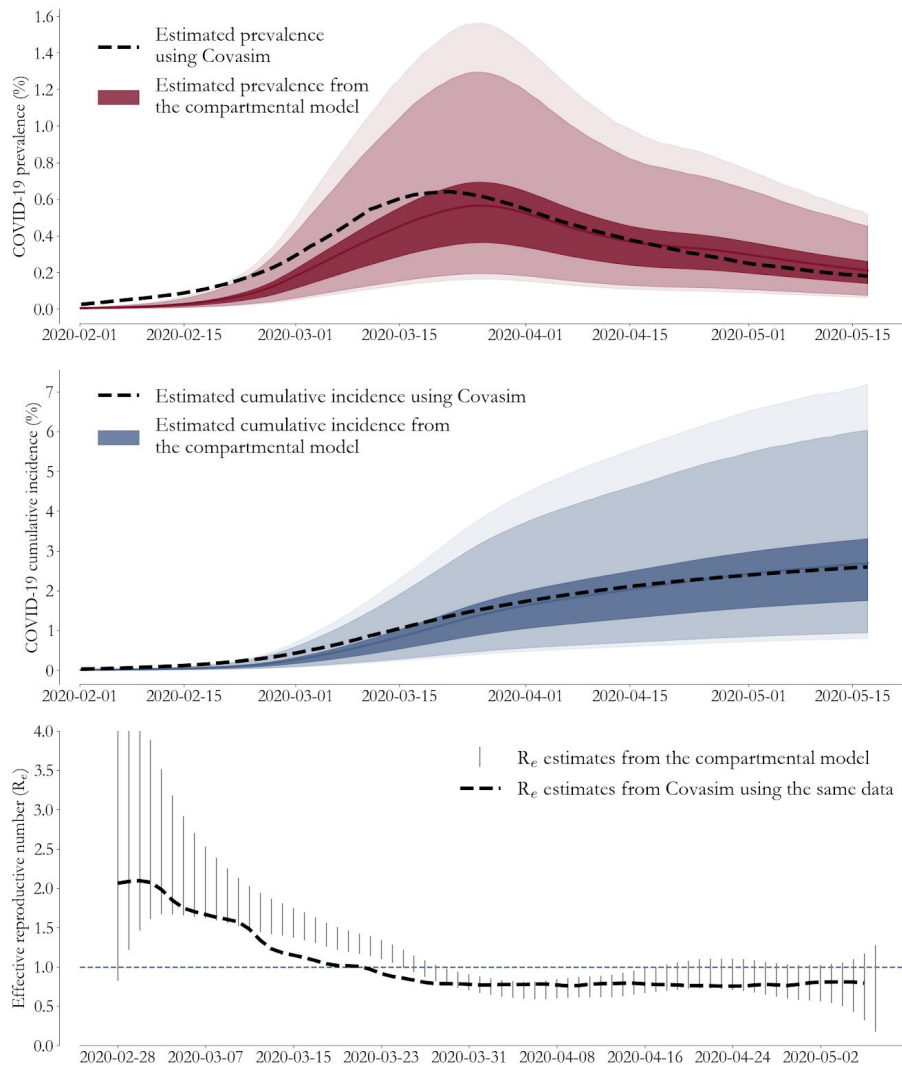 1.6
1.4
1.2
1.0
0.8
0.6
0.4
0.2
0.0
COVID-19 prevalence (%)
Estimated prevalence
using Covasim
Estimated prevalence from
the compartmental model
2020-02-01 2020-02-15 2020-03-01 2020-03-15 2020-04-01 2020-04-15 2020-05-01 2020-05-15
7
6
5
4
3
2
1
0
COVID-19 cumulative incidence (%)
Estimated cumulative incidence using Covasim
Estimated cumulative incidence from
the compartmental model
2020-02-01 2020-02-15 2020-03-01 2020-03-15 2020-04-01 2020-04-15 2020-05-01 2020-05-15
4.0
3.5
3.0
2.5
2.0
1.5
1.0
0.5
0.0
Effective reproductive number (Re)
Re estimates from the compartmental model
Re estimates from Covasim using the same data
2020-02-28 2020-03-07 2020-03-15 2020-03-23 2020-03-31 2020-04-08 2020-04-16 2020-04-24 2020-05-02